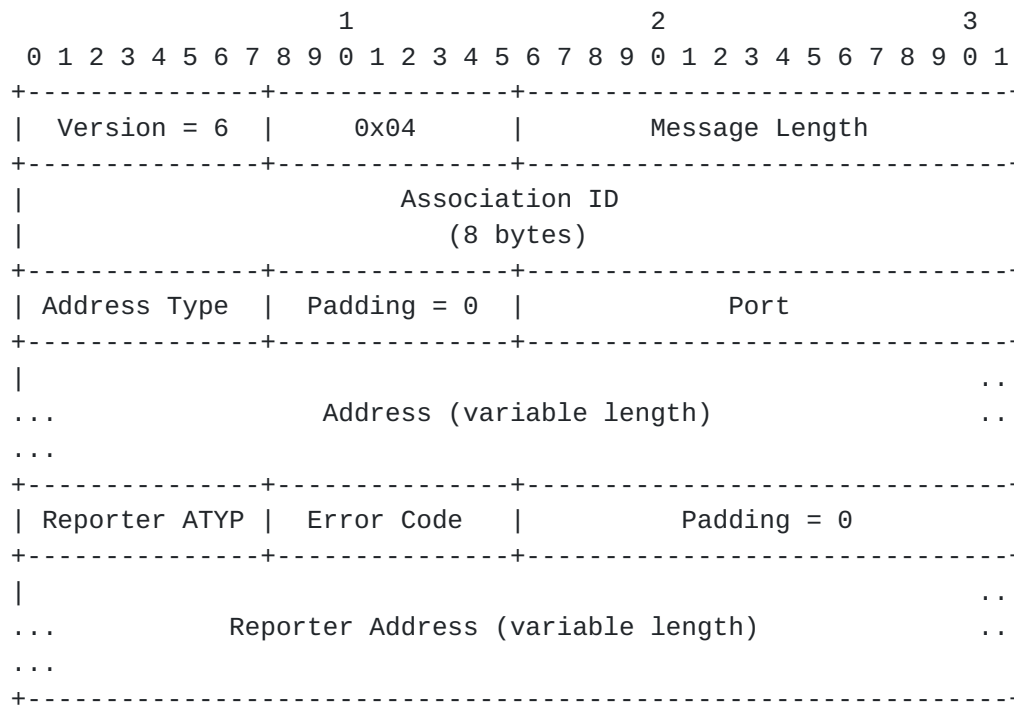 1                   2                   3
 0 1 2 3 4 5 6 7 8 9 0 1 2 3 4 5 6 7 8 9 0 1 2 3 4 5 6 7 8 9 0 1
+---------------+---------------+-------------------------------+
|  Version = 6  |     0x04      |        Message Length
+---------------+---------------+-------------------------------+
|                        Association ID
|                           (8 bytes)
+---------------+---------------+-------------------------------+
| Address Type  |  Padding = 0  |             Port
+---------------+---------------+-------------------------------+
|                                                             ..
...                 Address (variable length)                 ..
...
+---------------+---------------+-------------------------------+
| Reporter ATYP |  Error Code   |          Padding = 0
+---------------+---------------+-------------------------------+
|                                                             ..
...           Reporter Address (variable length)              ..
...
+---------------------------------------------------------------+